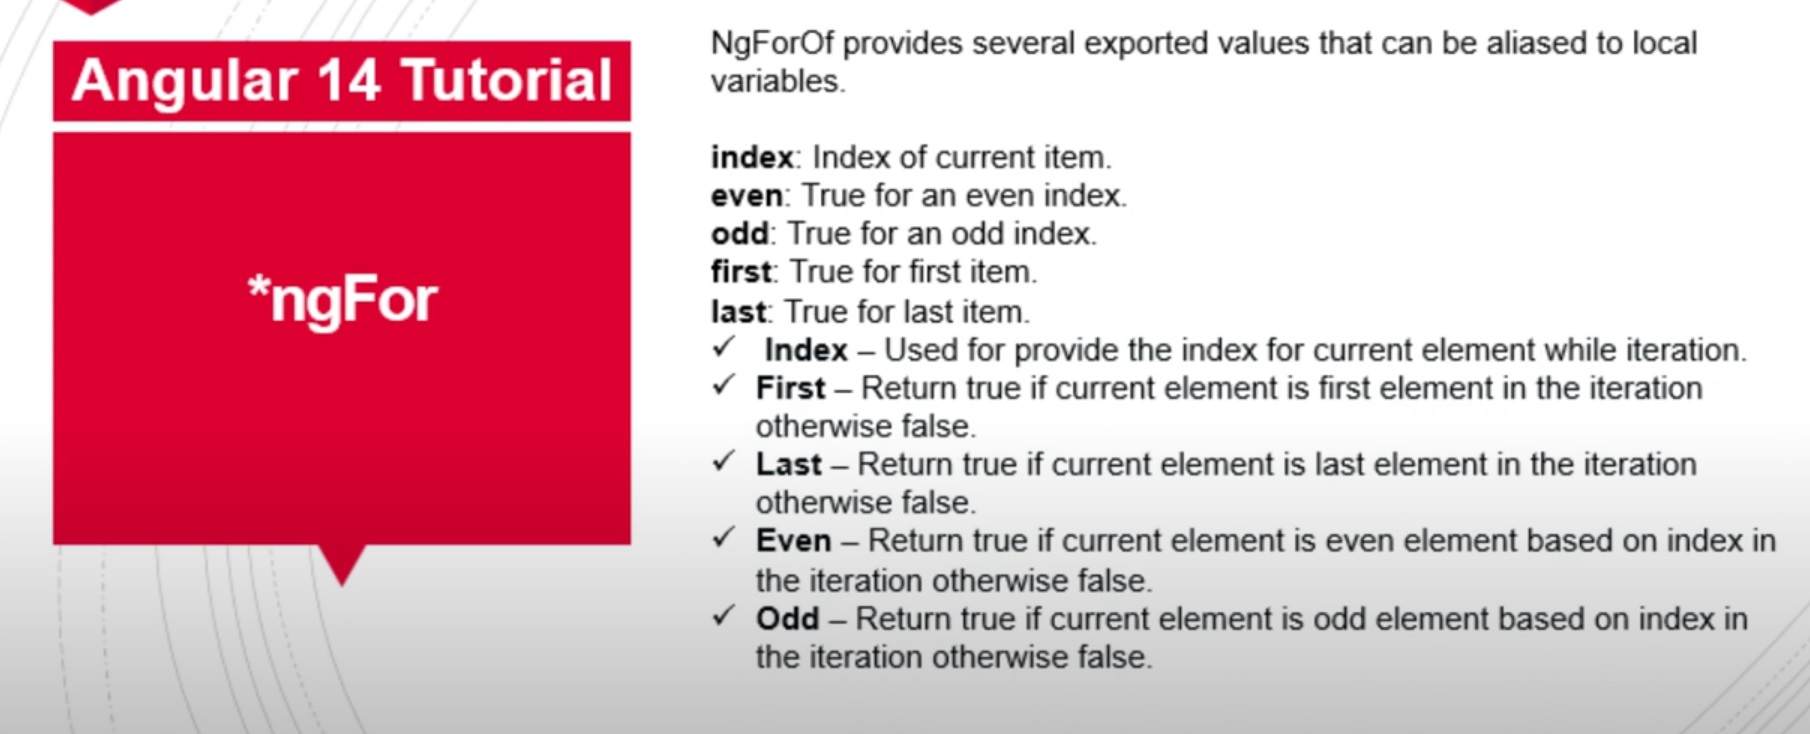 Angular 14 Tutorial
*ngFor
NgForOf provides several exported values that can be aliased to local
variables.
index: Index of current item.
even: True for an even index.
odd: True for an odd index.
first: True for first item.
last: True for last item.
✓ Index – Used for provide the index for current element while iteration.
✓ First – Return true if current element is first element in the iteration
otherwise false.
✓ Last – Return true if current element is last element in the iteration
otherwise false.
✓ Even – Return true if current element is even element based on index in
the iteration otherwise false.
✓ Odd – Return true if current element is odd element based on index in
the iteration otherwise false.